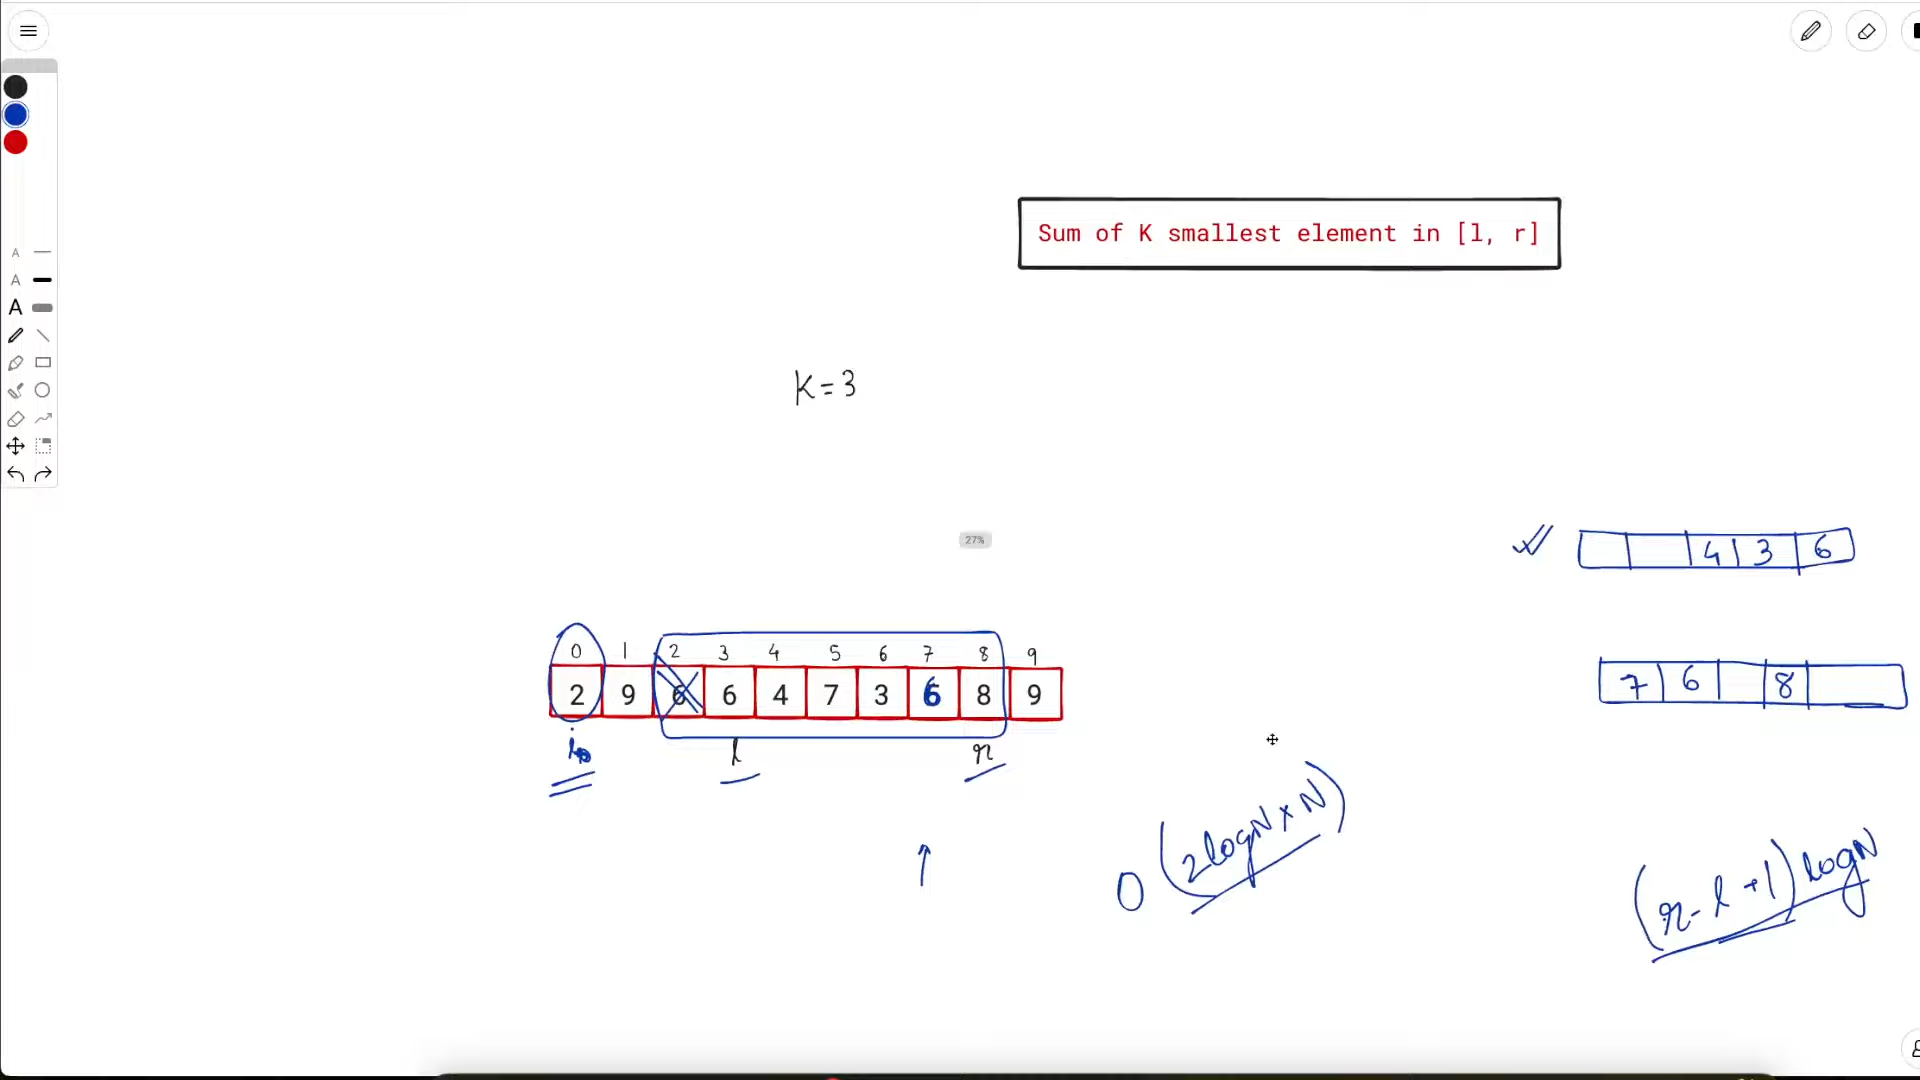 A
A
A
Sum of K smallest element in [l, r]
K = 3
27%
4 3 6
0 1 2 3 4 5 6 7 8 9
2 9 6 6 4 7 3 6 8 9
7 6 8
l r
O(2logN x N)
(r - l + 1) logN